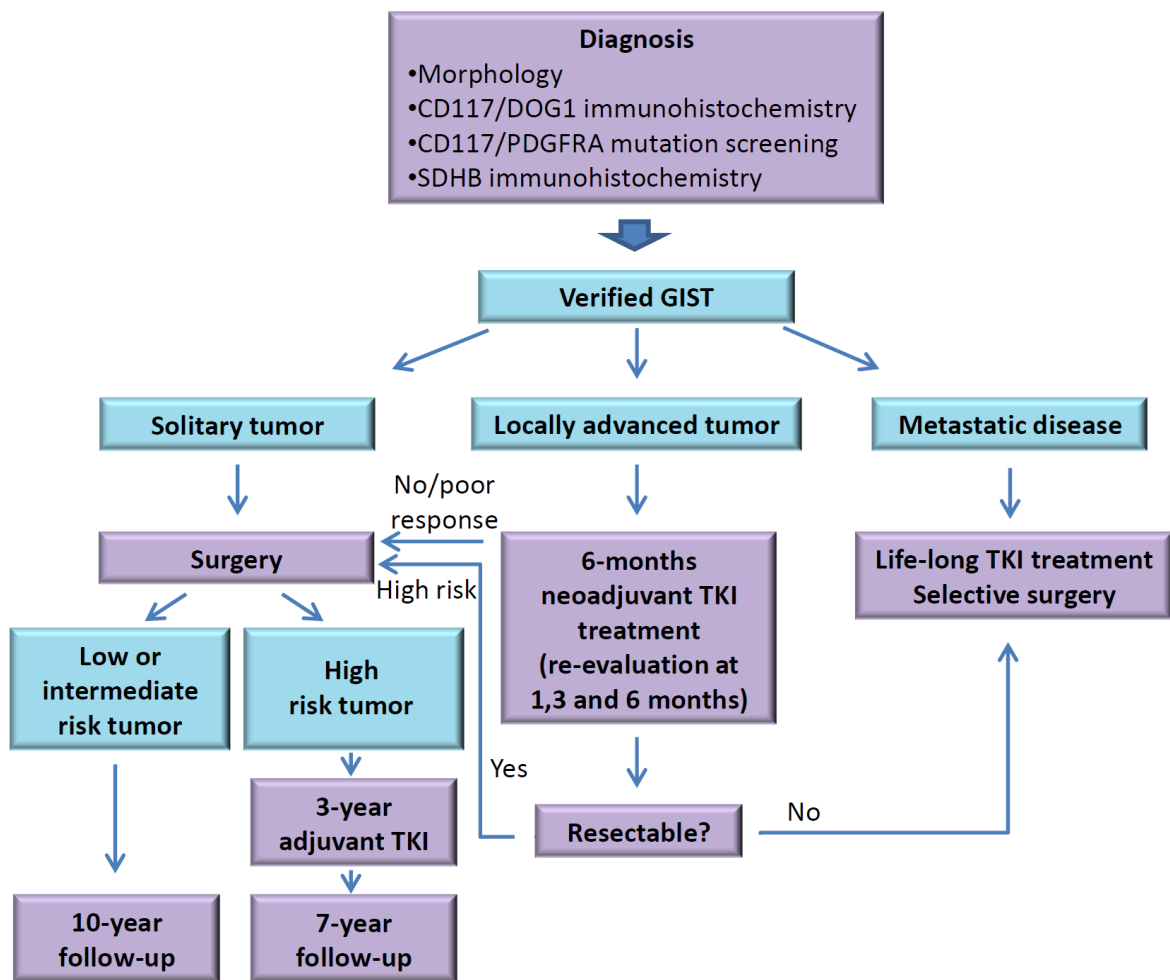 Diagnosis
•Morphology
•CD117/DOG1 immunohistochemistry
•CD117/PDGFRA mutation screening
•SDHB immunohistochemistry
Verified GIST
Solitary tumor
Locally advanced tumor
Metastatic disease
No/poor
response
Surgery
High risk
6-months
neoadjuvant TKI
treatment
(re-evaluation at
1,3 and 6 months)
Life-long TKI treatment
Selective surgery
Low or
intermediate
risk tumor
High
risk tumor
Yes
3-year
adjuvant TKI
Resectable?
No
10-year
follow-up
7-year
follow-up